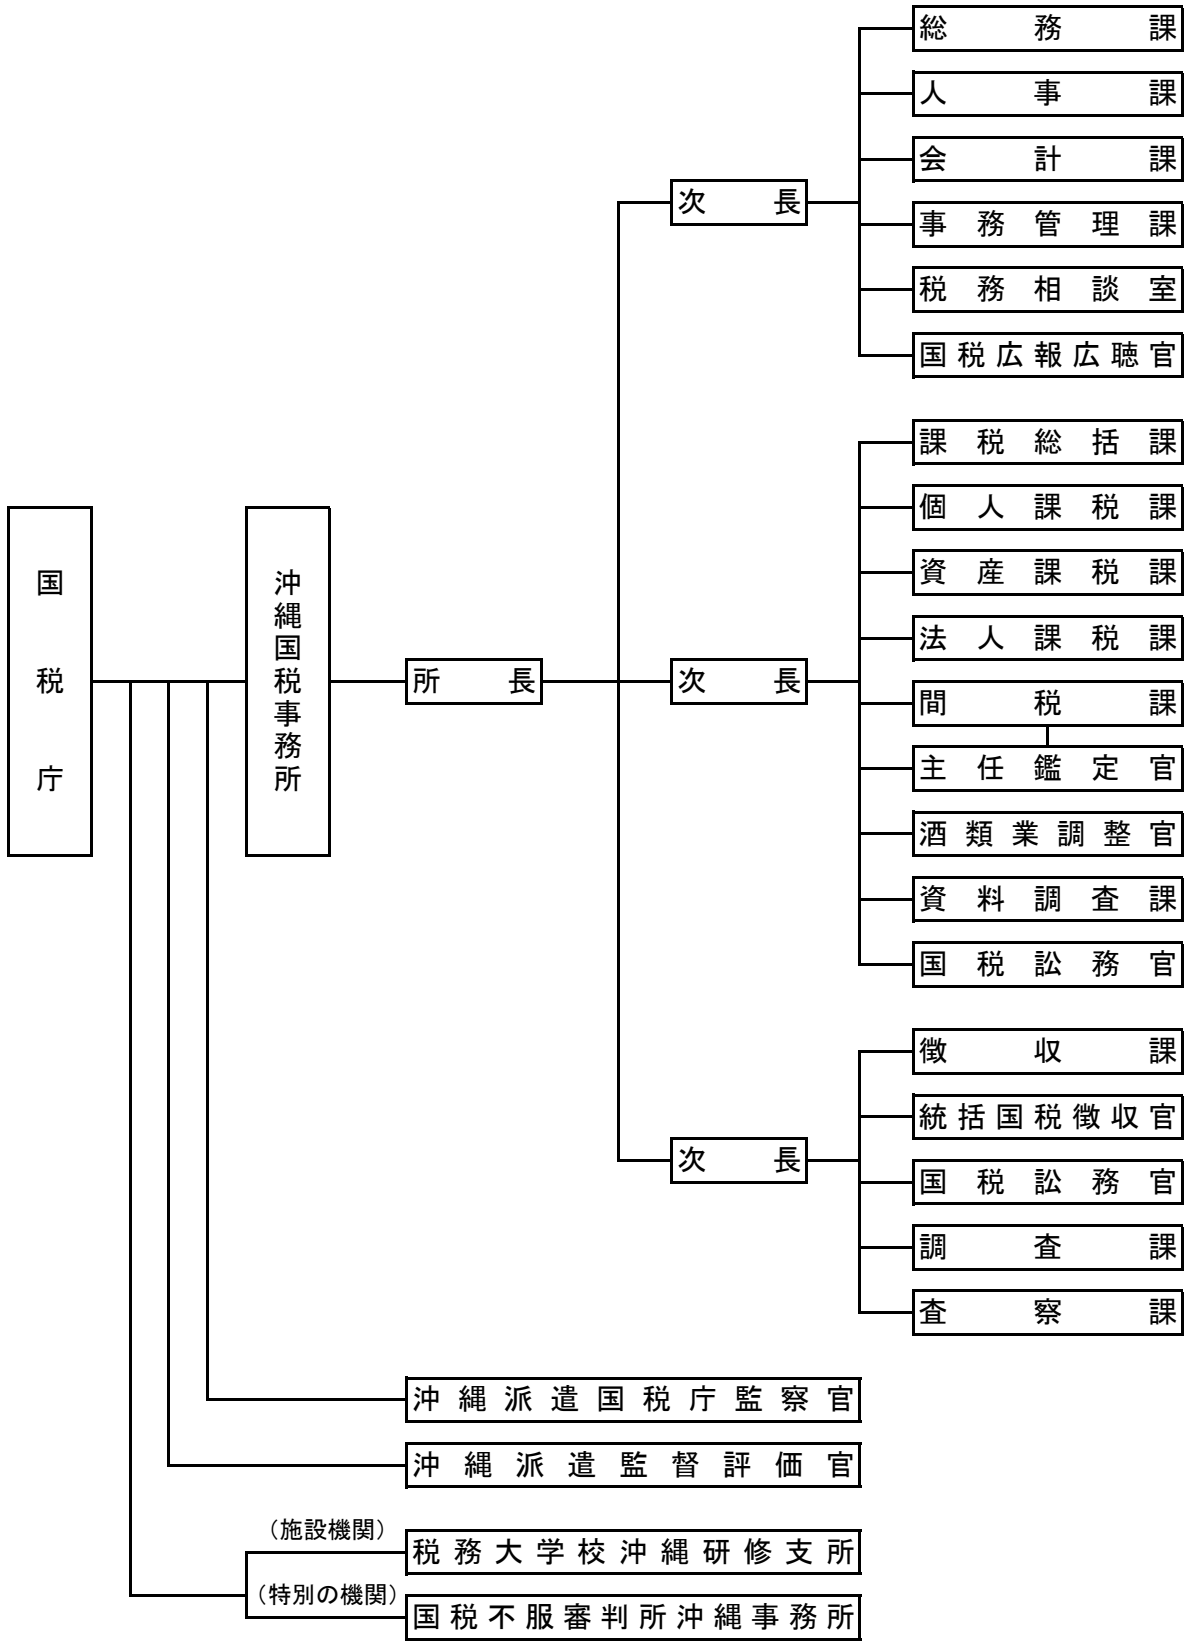 国税庁
沖縄国税事務所
所長
次長
総務課
人事課
会計課
事務管理課
税務相談室
国税広報広聴官
次長
課税総括課
個人課税課
資産課税課
法人課税課
間税課
主任鑑定官
酒類業調整官
資料調査課
国税訟務官
次長
徴収課
統括国税徴収官
国税訟務官
調査課
査察課
沖縄派遣国税庁監察官
沖縄派遣監督評価官
（施設機関）
税務大学校沖縄研修支所
（特別の機関）
国税不服審判所沖縄事務所